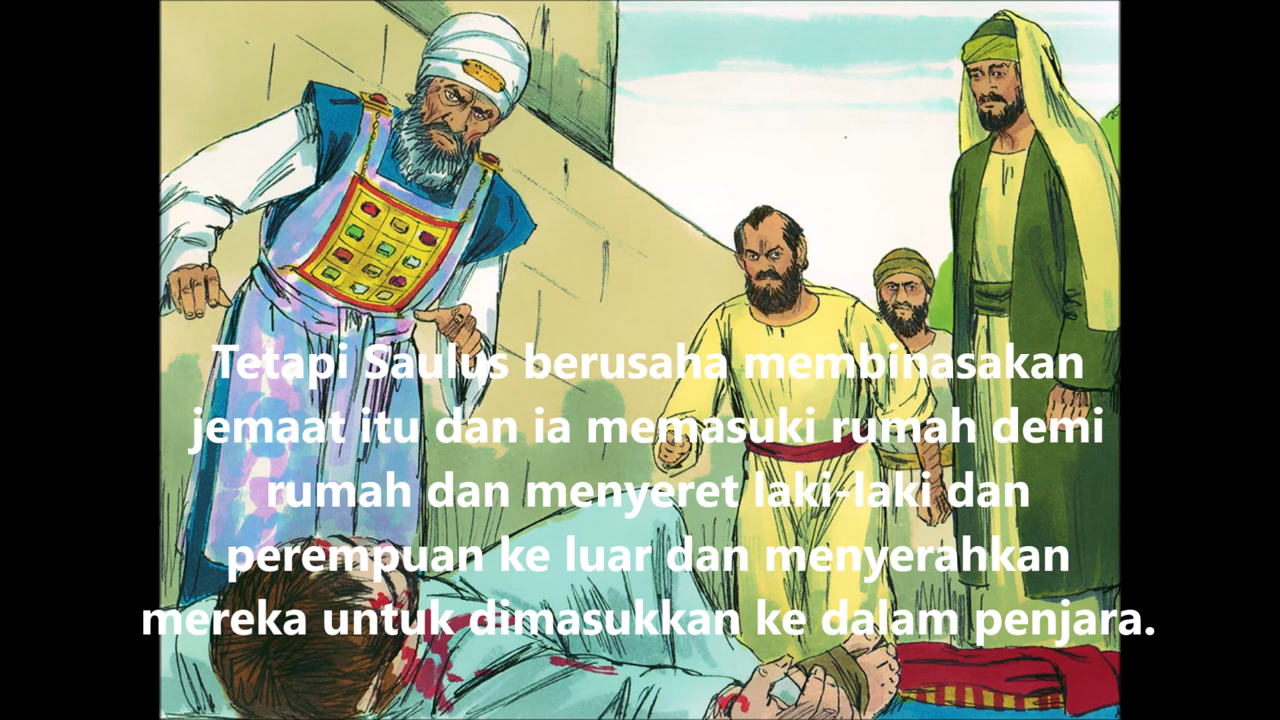 Tetapi Saulus berusaha membinasakan
jemaat itu dan ia memasuki rumah demi
rumah dan menyeret laki-laki dan
perempuan ke luar dan menyerahkan
mereka untuk dimasukkan ke dalam penjara.